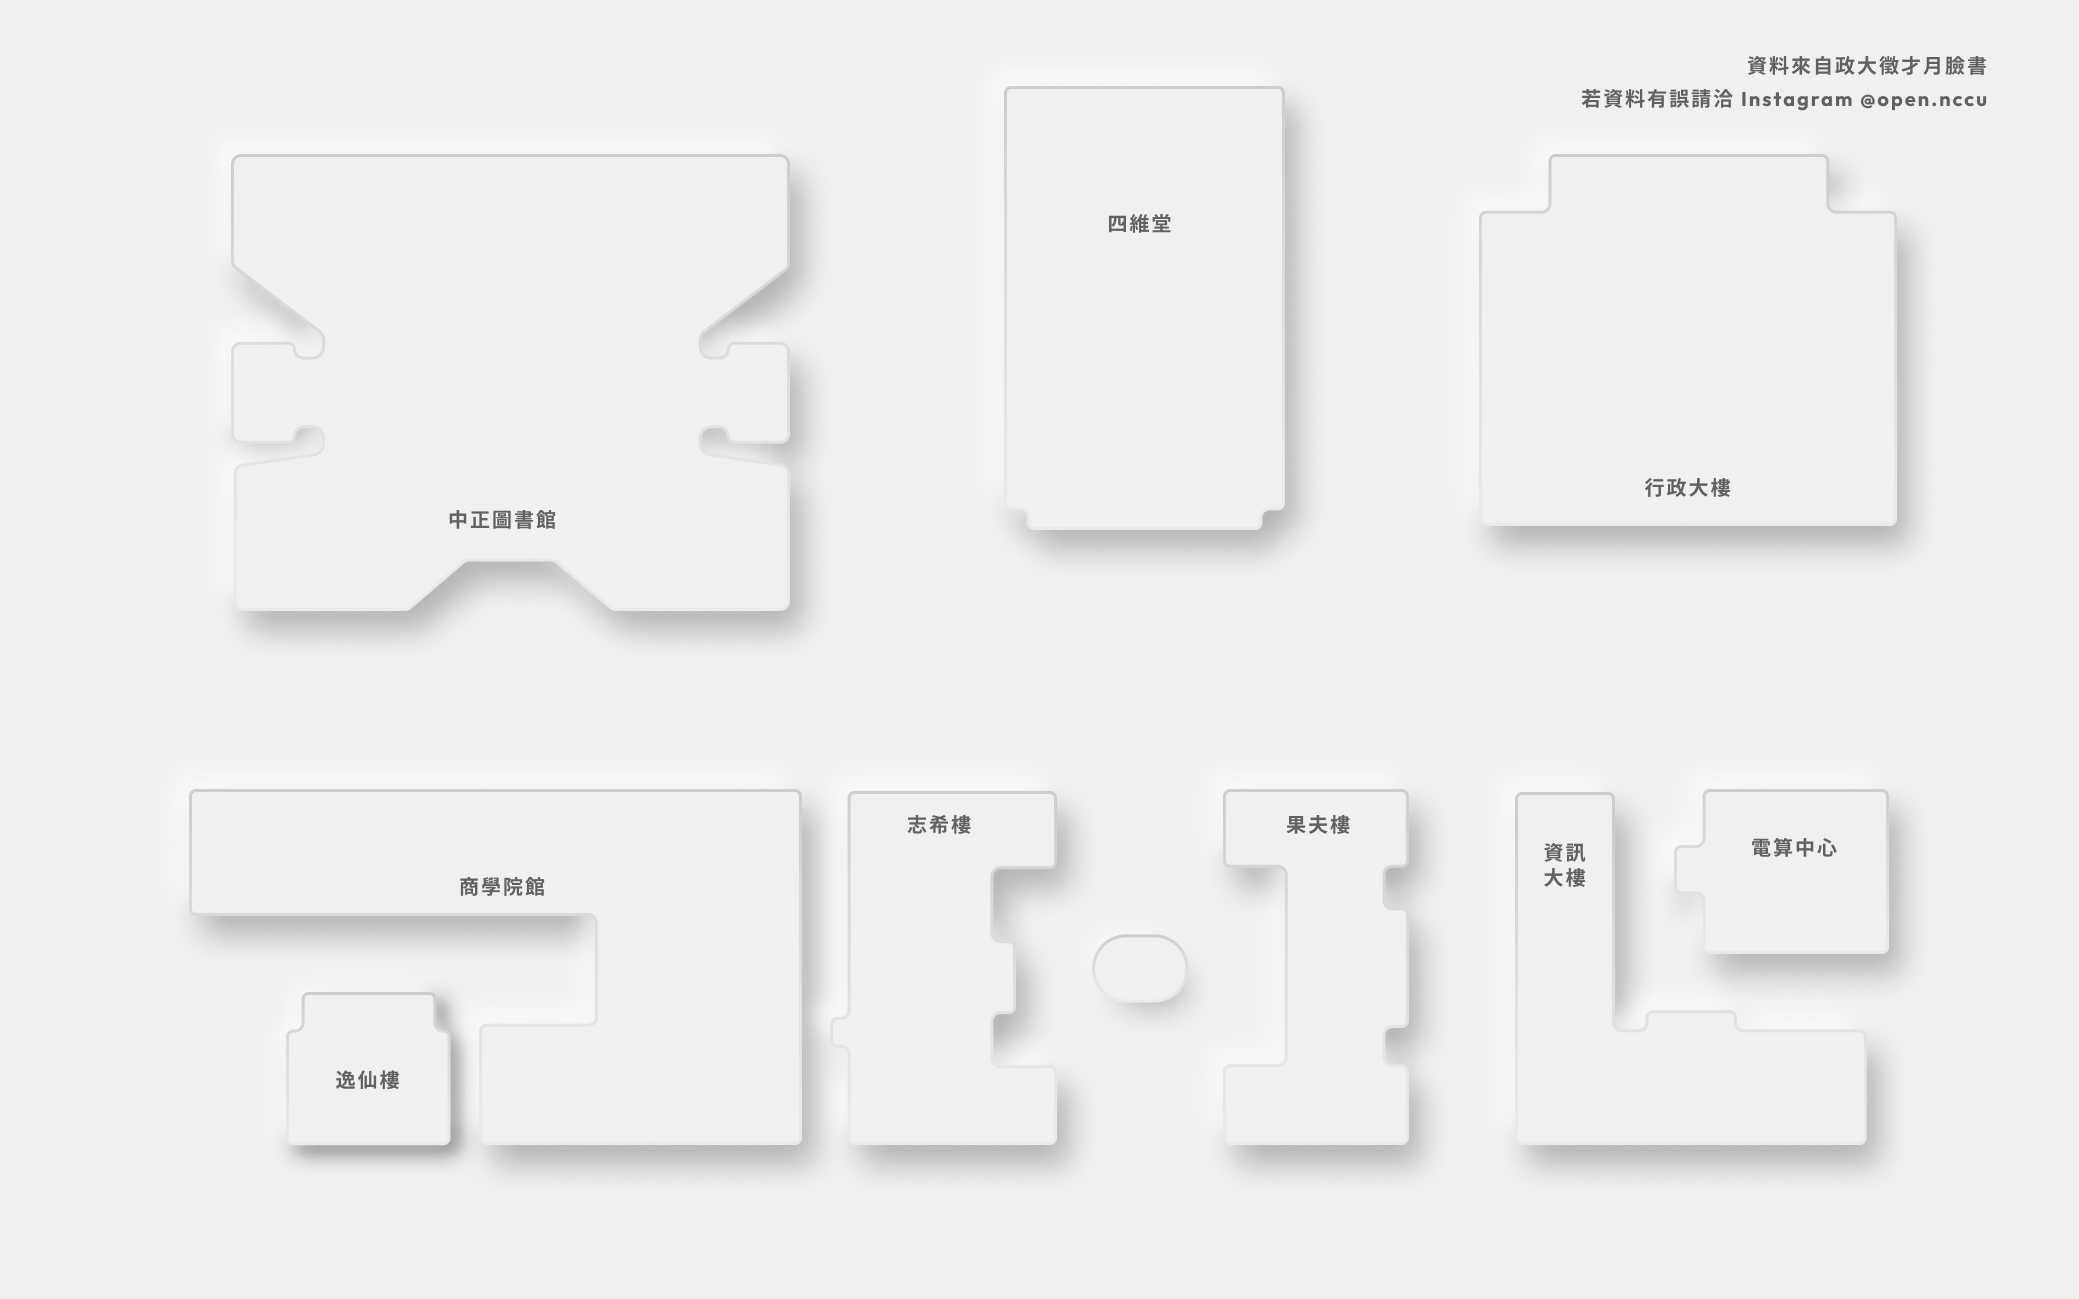 資料來自政大徵才月臉書
若資料有誤請洽 Instagram @open.nccu
四維堂
行政大樓
中正圖書館
志希樓
果夫樓
電算中心
資訊
大樓
商學院館
逸仙樓